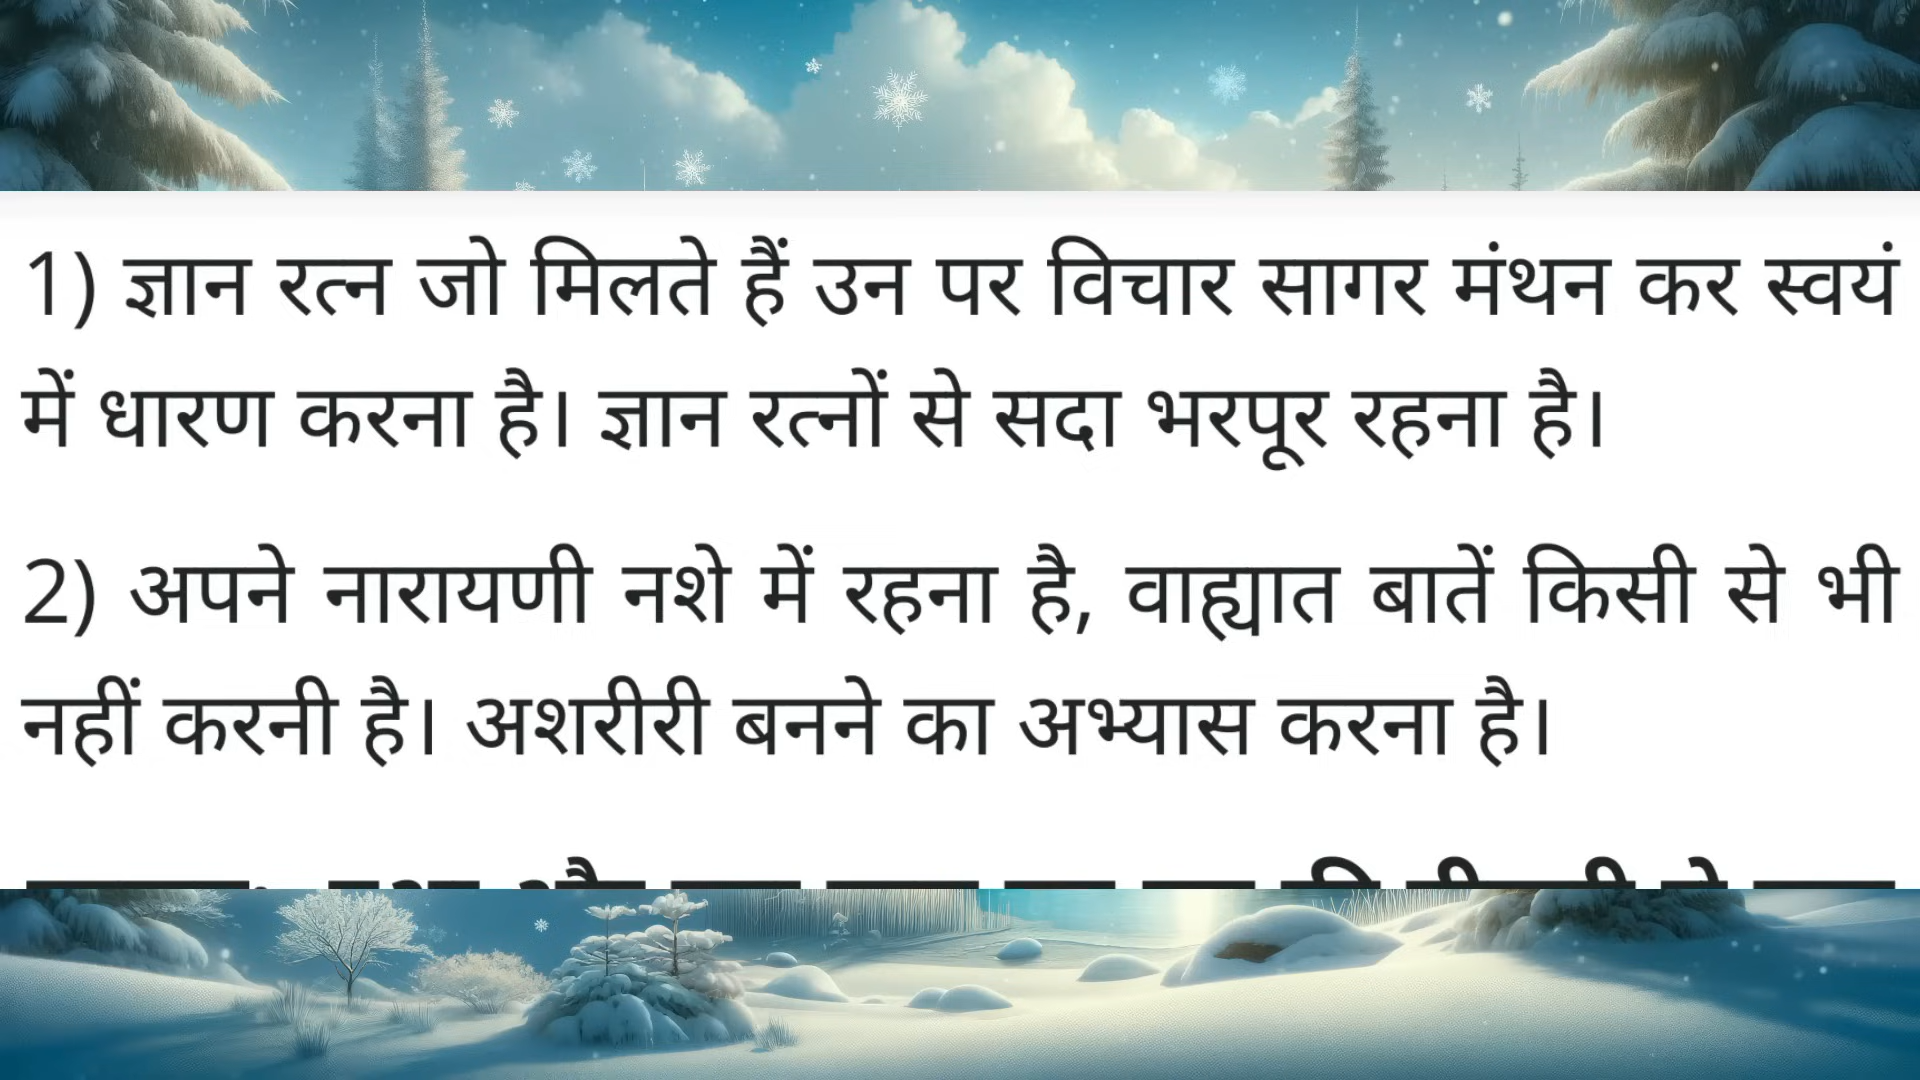 1) ज्ञान रत्न जो मिलते हैं उन पर विचार सागर मंथन कर स्वयं
में धारण करना है। ज्ञान रत्नों से सदा भरपूर रहना है।
2) अपने नारायणी नशे में रहना है, वाह्यात बातें किसी से भी
नहीं करनी है। अशरीरी बनने का अभ्यास करना है।